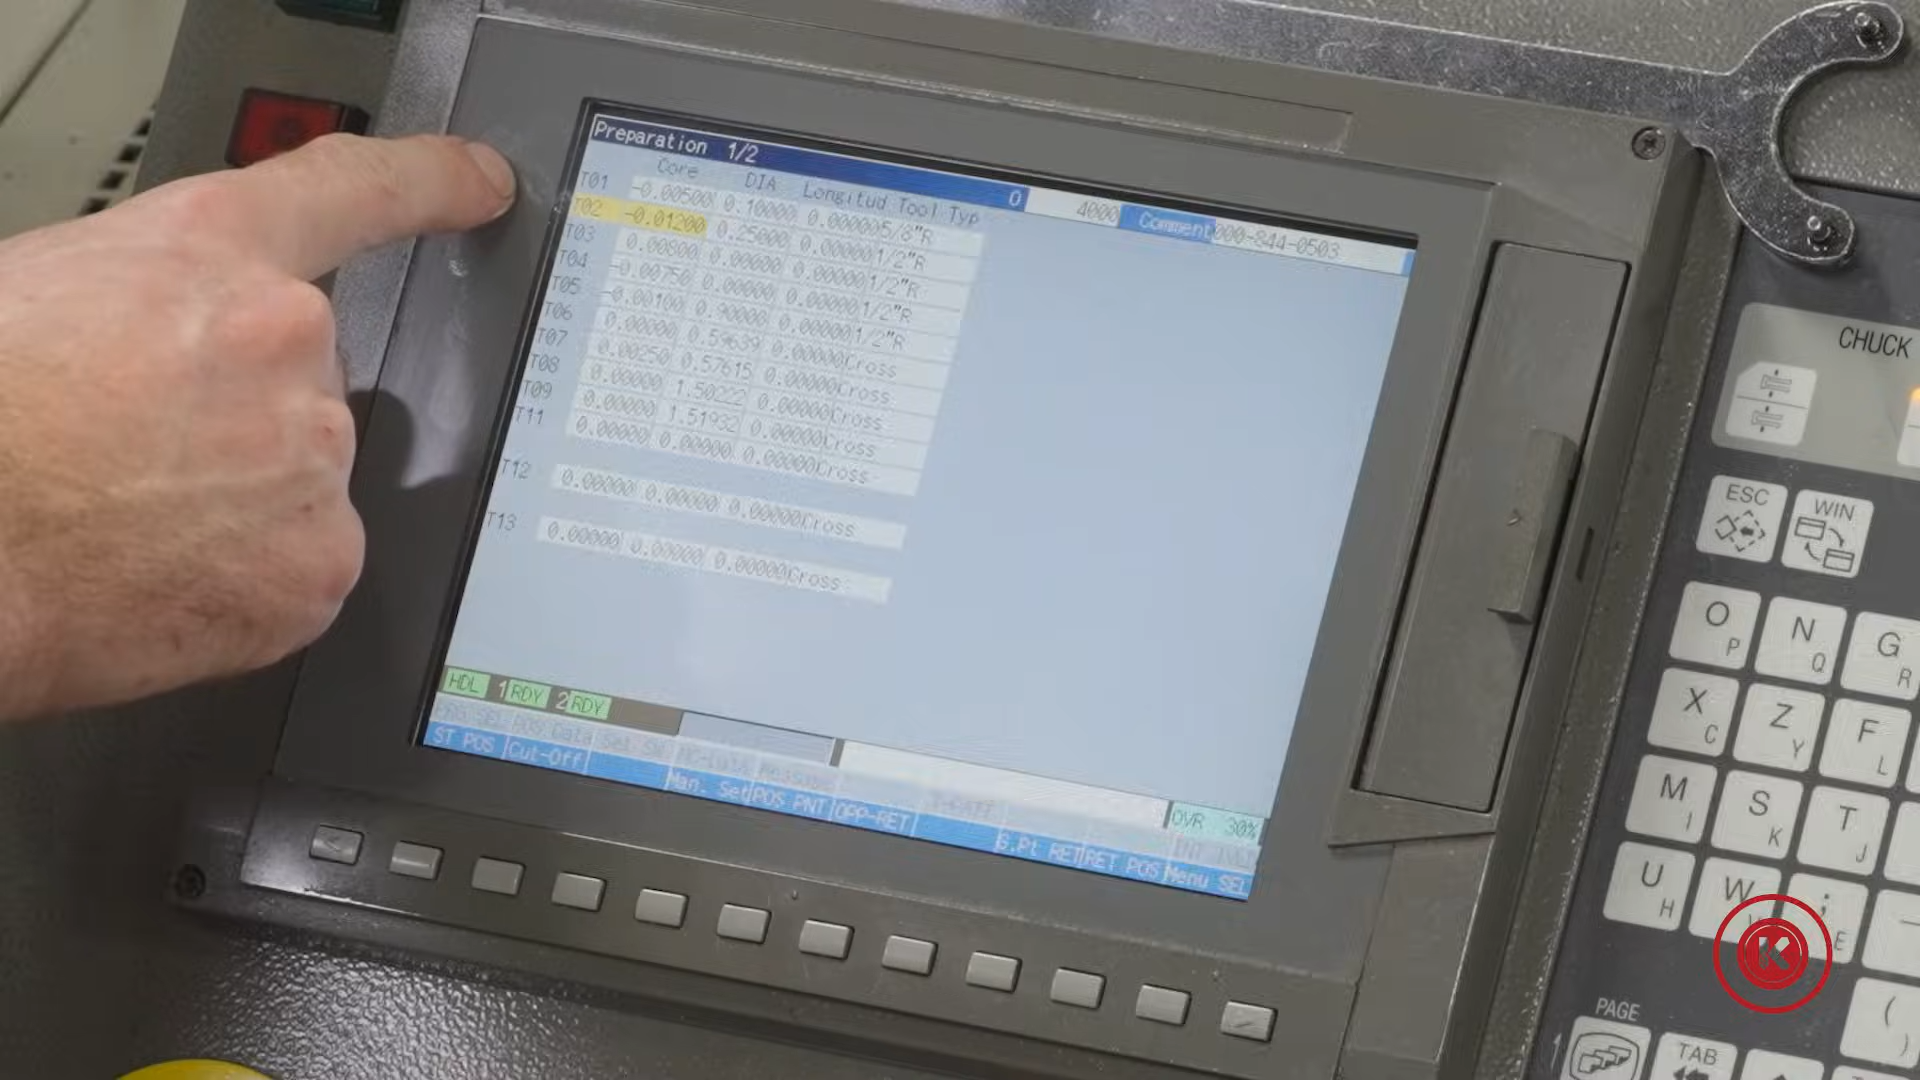 Preparation 1/2 0 4000 Comment 000-844-0503
Core DIA Longitud Tool Typ
T01 -0.00500 0.10000 0.00000 5/8"R
T02 -0.01200 0.25000 0.00000 1/2"R
T03 0.00800 0.00000 0.00000 1/2"R
T04 -0.00750 0.00000 0.00000 1/2"R
T05 -0.00100 0.90000 0.00000 1/2"R
T06 0.00000 0.59639 0.00000 Cross
T07 0.00250 0.57615 0.00000 Cross
T08 0.00000 1.50222 0.00000 Cross
T09 0.00000 1.51932 0.00000 Cross
T11 0.00000 0.00000 0.00000 Cross
T12 0.00000 0.00000 0.00000 Cross
T13 0.00000 0.00000 0.00000 Cross
HDL 1 RDY 2 RDY
OVR 30%
PRG SEL POS Data Set SW
ST POS Cut-Off Man. Set POS PNT OPP-RET G.Pt RET RET POS Menu SEL
CHUCK
ESC WIN
O P N Q G R
X C Z Y F L
M I S K T J
U H W ; E
(
)
PAGE
TAB
K